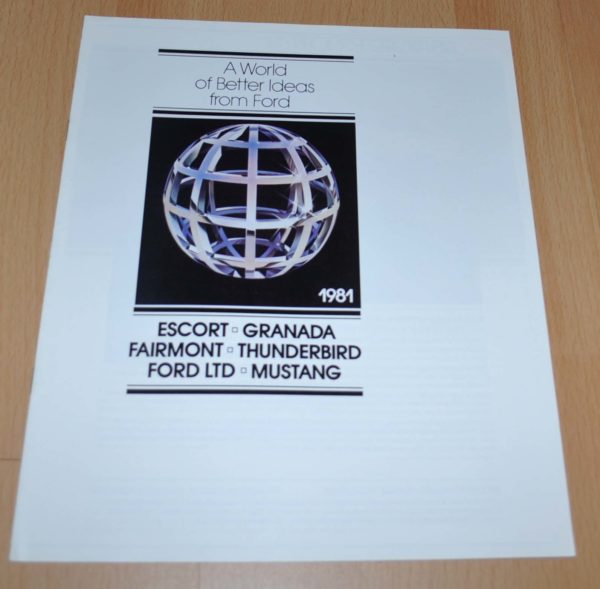 A World
of Better Ideas
from Ford
1981
ESCORT ▫ GRANADA
FAIRMONT ▫ THUNDERBIRD
FORD LTD ▫ MUSTANG